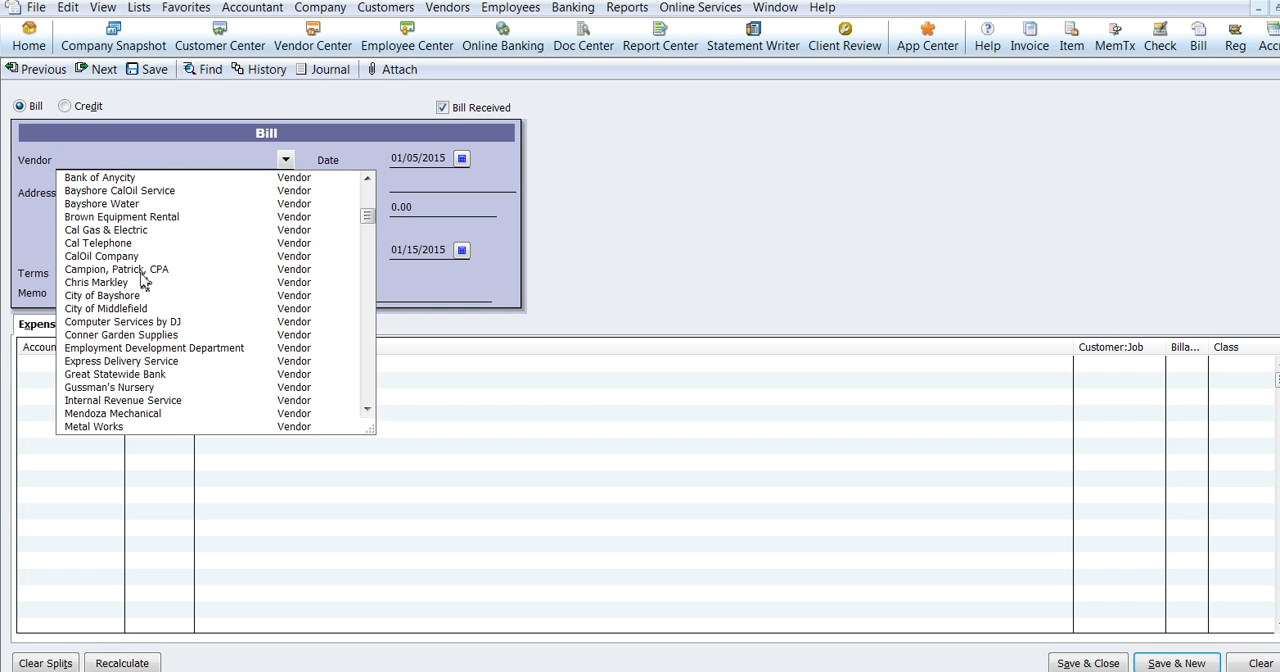 File Edit View Lists Favorites Accountant Company Customers Vendors Employees Banking Reports Online Services Window Help
Home Company Snapshot Customer Center Vendor Center Employee Center Online Banking Doc Center Report Center Statement Writer Client Review App Center Help Invoice Item MemTx Check Bill Reg
Previous Next Save Find History Journal Attach
Bill Credit Bill Received
Bill
Vendor Date 01/05/2015
Bank of Anycity Vendor
Bayshore CalOil Service Vendor
Address
Bayshore Water Vendor
0.00
Brown Equipment Rental Vendor
Cal Gas & Electric Vendor
Cal Telephone Vendor
01/15/2015
CalOil Company Vendor
Campion, Patrick, CPA Vendor
Terms
Chris Markley Vendor
Memo
City of Bayshore Vendor
City of Middlefield Vendor
Computer Services by DJ Vendor
Expens
Conner Garden Supplies Vendor
Accoun Employment Development Department Vendor Customer:Job Billa... Class
Express Delivery Service Vendor
Great Statewide Bank Vendor
Gussman's Nursery Vendor
Internal Revenue Service Vendor
Mendoza Mechanical Vendor
Metal Works Vendor
Clear Splits Recalculate Save & Close Save & New Clear